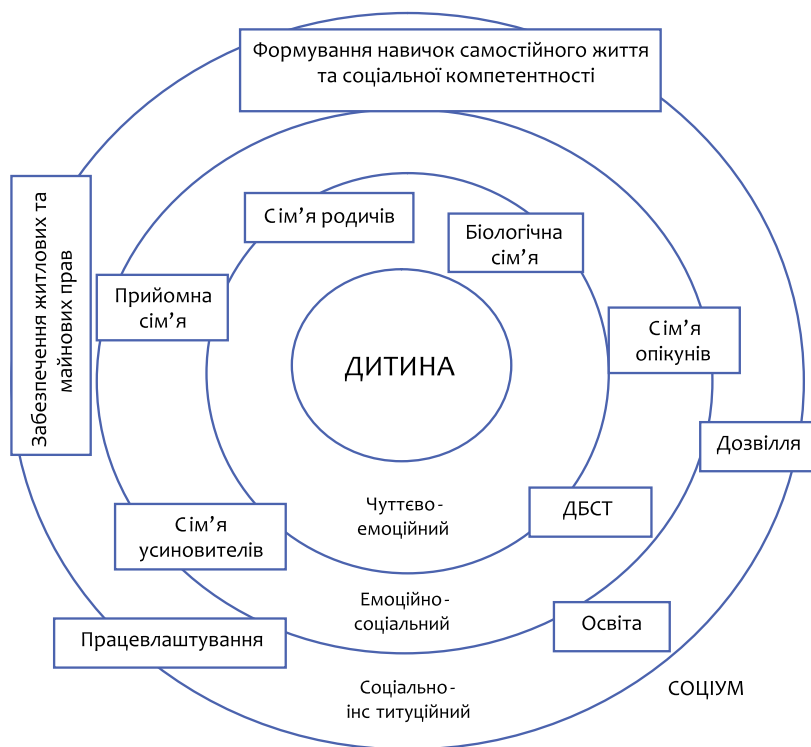 Формування навичок самостійного життя
та соціальної компетентності
Забезпечення житлових та
майнових прав
Сім’я родичів
Біологічна
сім’я
Прийомна
сім’я
Сім’я
опікунів
ДИТИНА
Дозвілля
Чуттєво-
емоційний
ДБСТ
Сім’я
усиновителів
Емоційно-
соціальний
Освіта
Працевлаштування
Соціально-
інс титуційний
СОЦІУМ